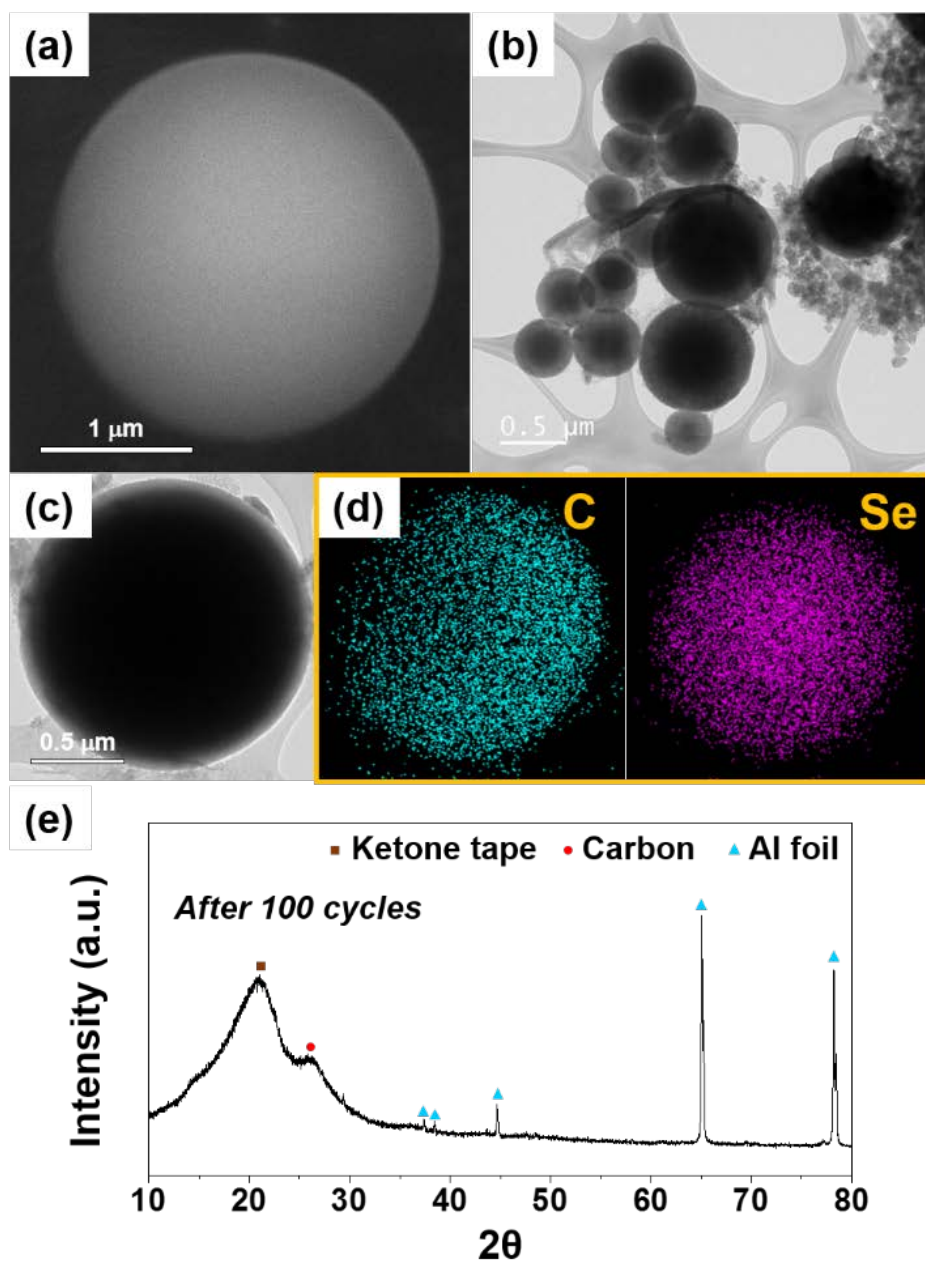 (a)
1 μm
(b)
0.5 μm
(c)
0.5 μm
(d)
C
Se
(e)
■ Ketone tape ● Carbon ▲ Al foil
After 100 cycles
Intensity (a.u.)
10 20 30 40 50 60 70 80
2θ